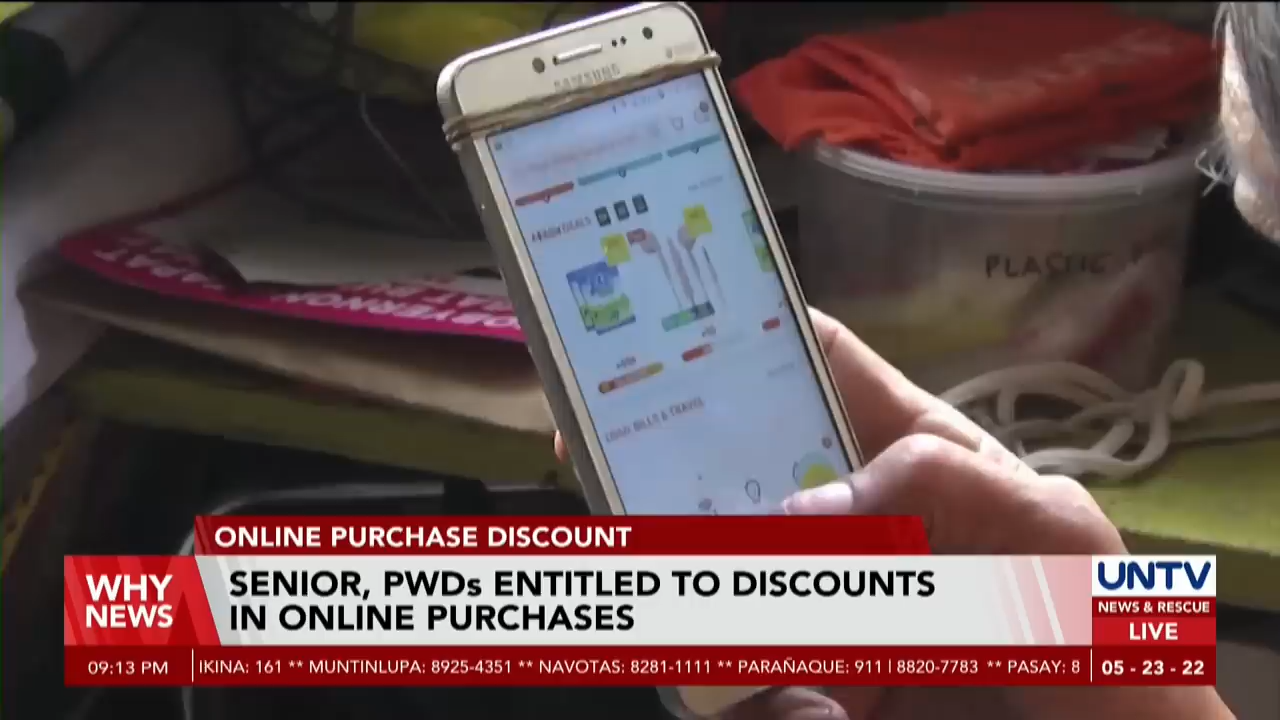 SAMSUNG
PLASTIC
ONLINE PURCHASE DISCOUNT
WHY
NEWS
SENIOR, PWDs ENTITLED TO DISCOUNTS
IN ONLINE PURCHASES
UNTV
NEWS & RESCUE
LIVE
09:13 PM
IKINA: 161 ** MUNTINLUPA: 8925-4351 ** NAVOTAS: 8281-1111 ** PARAÑAQUE: 911 | 8820-7783 ** PASAY: 8
05 - 23 - 22